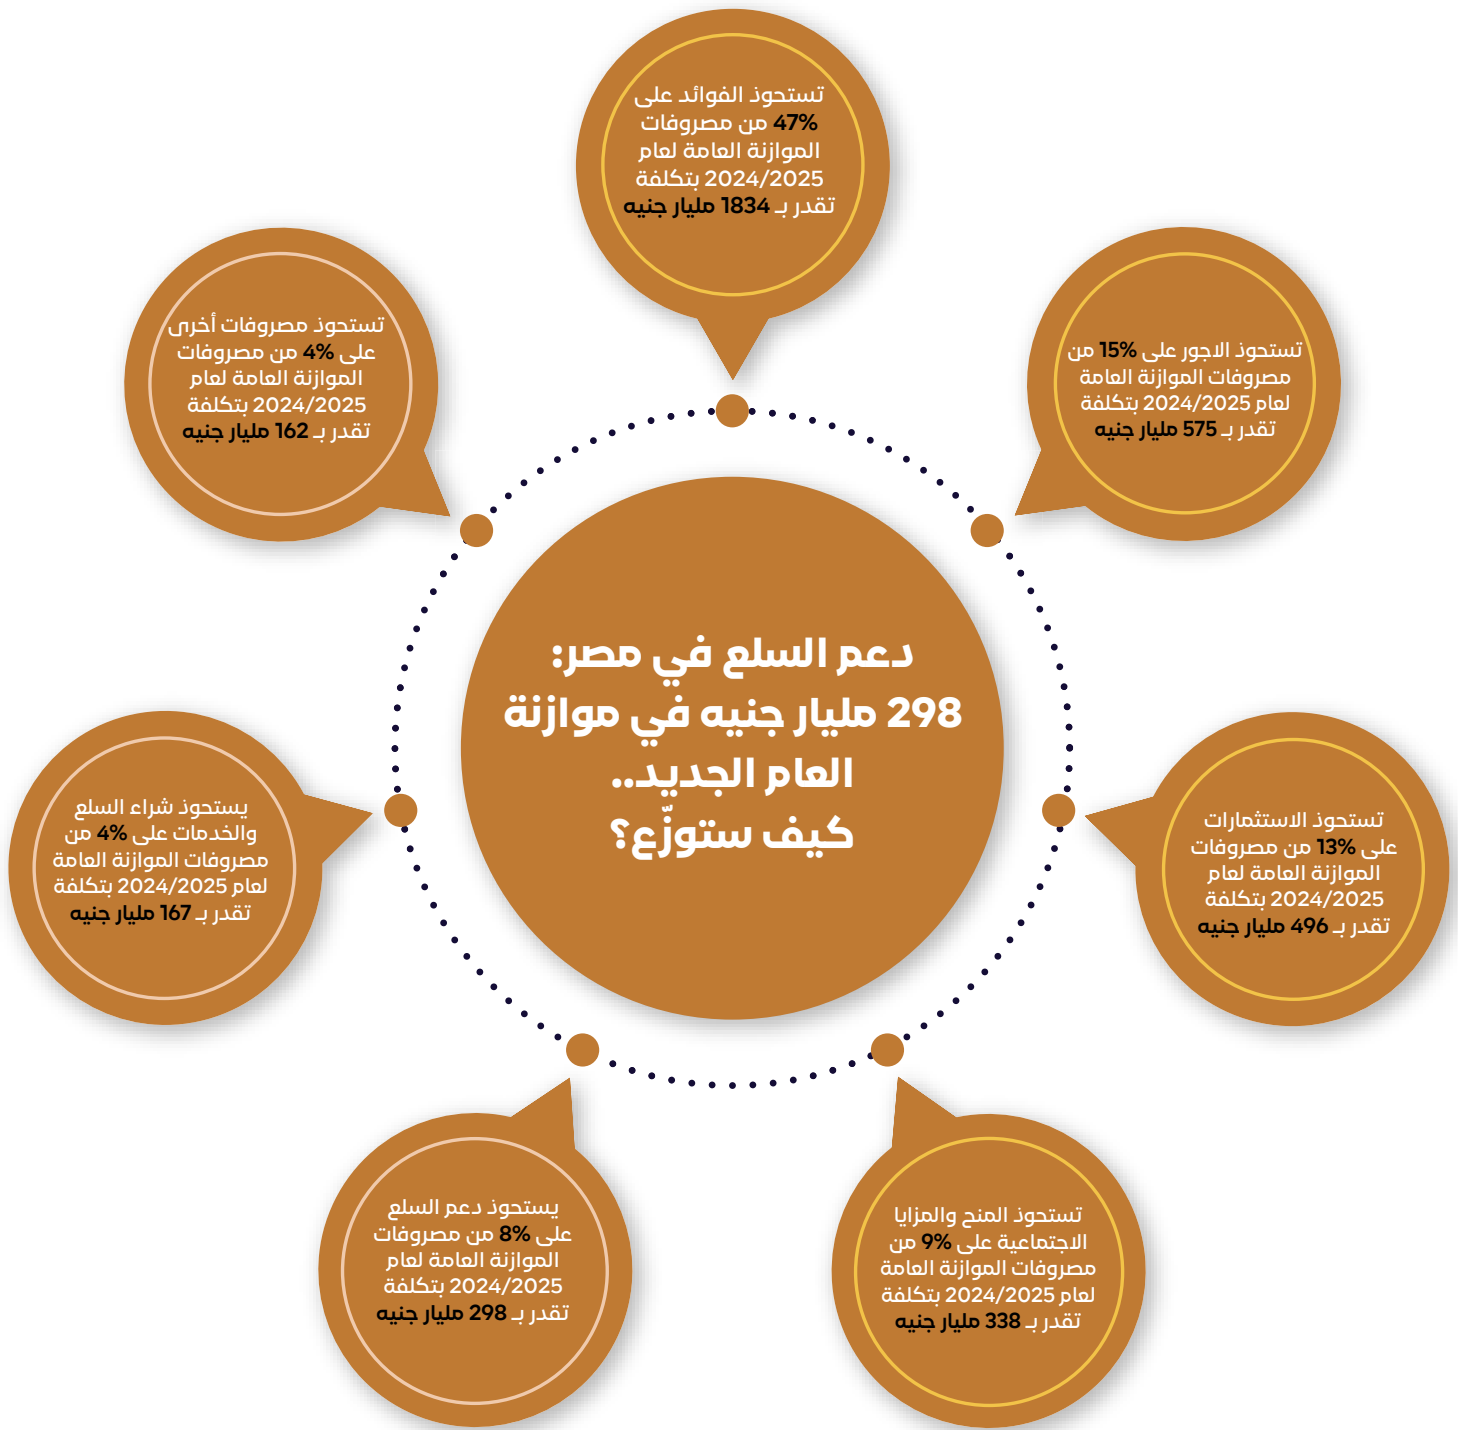 تستحوذ الفوائد على
47% من مصروفات
الموازنة العامة لعام
2024/2025 بتكلفة
تقدر بـ 1834 مليار جنيه
تستحوذ الاجور على 15% من
مصروفات الموازنة العامة
لعام 2024/2025 بتكلفة
تقدر بـ 575 مليار جنيه
تستحوذ الاستثمارات
على 13% من مصروفات
الموازنة العامة لعام
2024/2025 بتكلفة
تقدر بـ 496 مليار جنيه
تستحوذ المنح والمزايا
الاجتماعية على 9% من
مصروفات الموازنة العامة
لعام 2024/2025 بتكلفة
تقدر بـ 338 مليار جنيه
يستحوذ دعم السلع
على 8% من مصروفات
الموازنة العامة لعام
2024/2025 بتكلفة
تقدر بـ 298 مليار جنيه
يستحوذ شراء السلع
والخدمات على 4% من
مصروفات الموازنة العامة
لعام 2024/2025 بتكلفة
تقدر بـ 167 مليار جنيه
تستحوذ مصروفات أخرى
على 4% من مصروفات
الموازنة العامة لعام
2024/2025 بتكلفة
تقدر بـ 162 مليار جنيه
دعم السلع في مصر:
298 مليار جنيه في موازنة
العام الجديد..
كيف ستوزّع؟